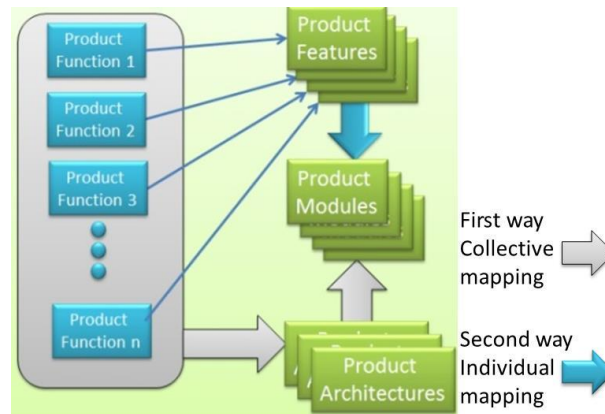 Product
Function 1
Product
Function 2
Product
Function 3
Product
Function n
Product
Features
Product
Modules
Product
Architectures
First way
Collective
mapping
Second way
Individual
mapping